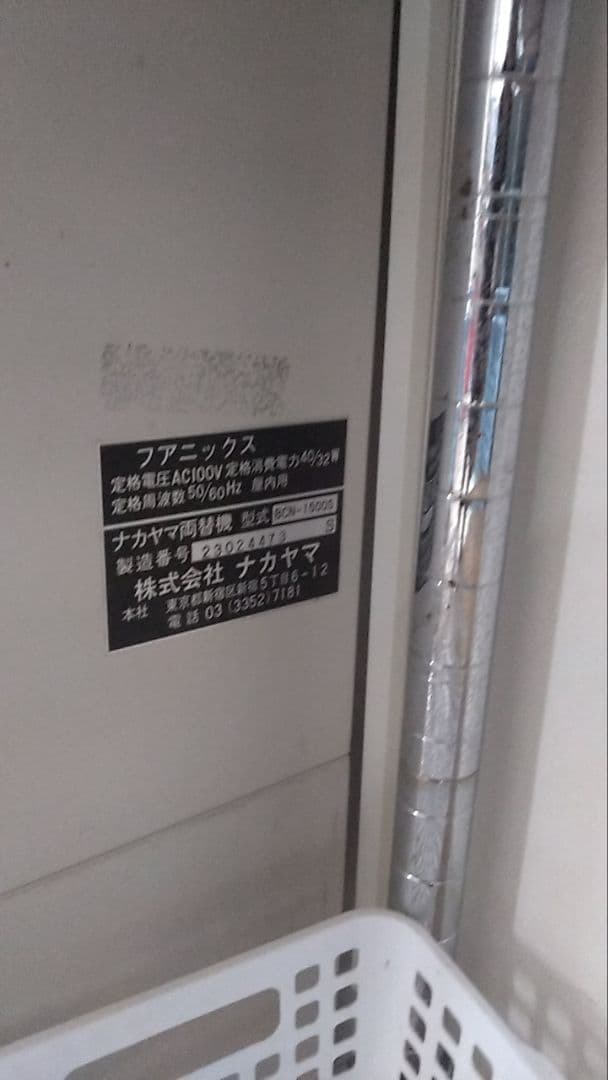 フアニックス
定格電圧AC100V 定格消費電力40/32W
定格周波数50/60Hz 屋内用
ナカヤマ両替機 型式 BCN-1500S
製造番号 23024473 S
株式会社 ナカヤマ
本社 東京都新宿区新宿5丁目6-12
電話 03(3352)7181